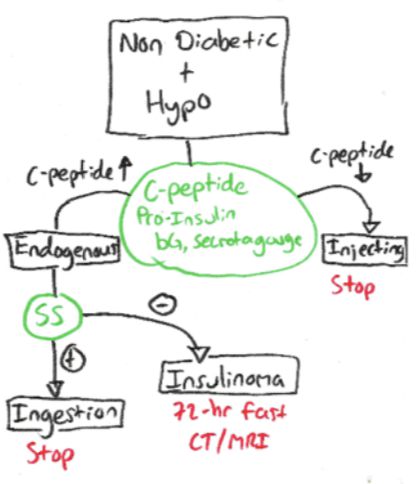 Non Diabetic
+
Hypo
C-peptide ↑
C-peptide ↓
C-peptide
Pro-Insulin
bG, Secretagouge
Endogenous
Injecting
Stop
SS
⊖
⊕
Insulinoma
72-hr fast
CT/MRI
Ingestion
Stop